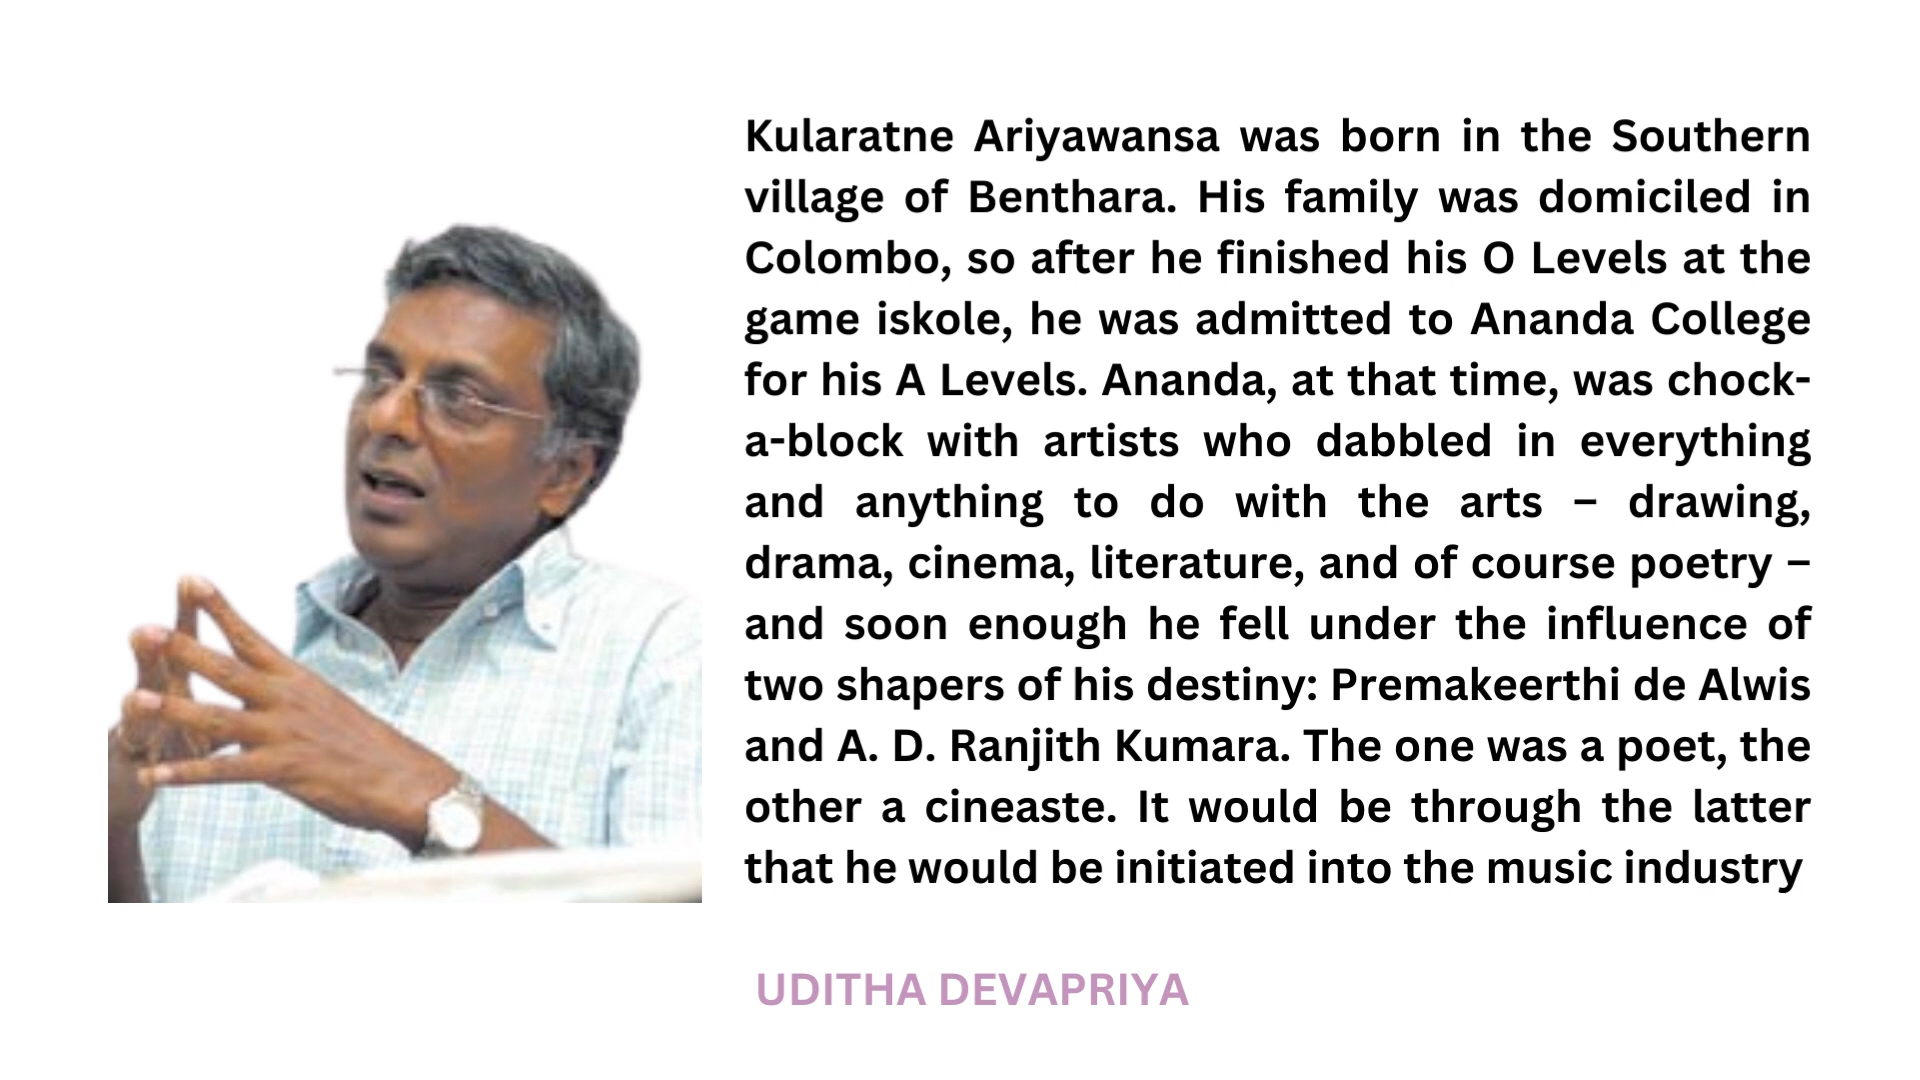 Kularatne Ariyawansa was born in the Southern
village of Benthara. His family was domiciled in
Colombo, so after he finished his O Levels at the
game iskole, he was admitted to Ananda College
for his A Levels. Ananda, at that time, was chock-
a-block with artists who dabbled in everything
and anything to do with the arts – drawing,
drama, cinema, literature, and of course poetry –
and soon enough he fell under the influence of
two shapers of his destiny: Premakeerthi de Alwis
and A. D. Ranjith Kumara. The one was a poet, the
other a cineaste. It would be through the latter
that he would be initiated into the music industry
UDITHA DEVAPRIYA